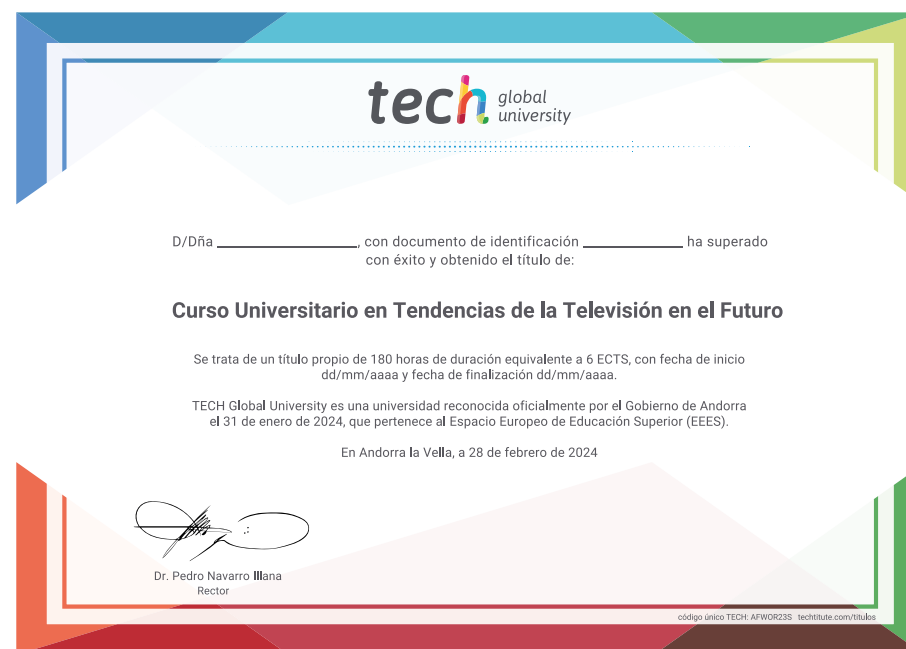 tech global university
D/Dña ____________, con documento de identificación ____________ ha superado
con éxito y obtenido el título de:
Curso Universitario en Tendencias de la Televisión en el Futuro
Se trata de un título propio de 180 horas de duración equivalente a 6 ECTS, con fecha de inicio
dd/mm/aaaa y fecha de finalización dd/mm/aaaa.
TECH Global University es una universidad reconocida oficialmente por el Gobierno de Andorra
el 31 de enero de 2024, que pertenece al Espacio Europeo de Educación Superior (EEES).
En Andorra la Vella, a 28 de febrero de 2024
Dr. Pedro Navarro Illana
Rector
código único TECH: AFWOR23S techtitute.com/titulos